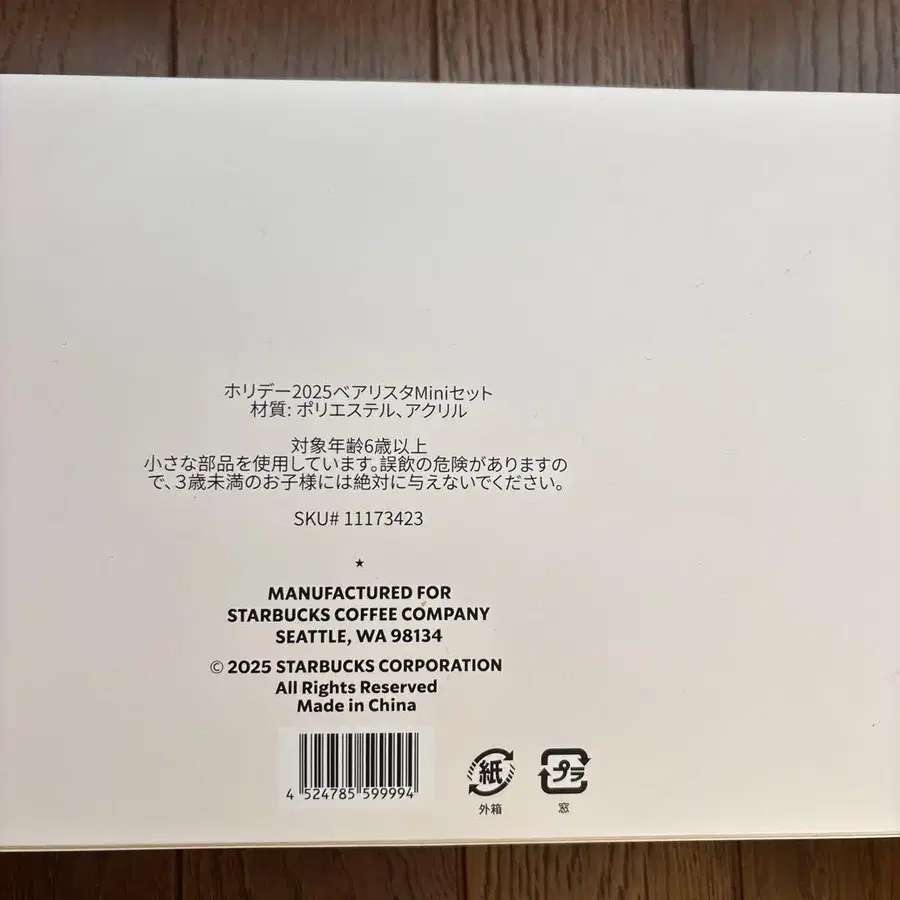 ホリデー2025ベアリスタMiniセット
材質: ポリエステル、アクリル
対象年齢6歳以上
小さな部品を使用しています。誤飲の危険がありますの
で、3歳未満のお子様には絶対に与えないでください。
SKU# 11173423
★
MANUFACTURED FOR
STARBUCKS COFFEE COMPANY
SEATTLE, WA 98134
© 2025 STARBUCKS CORPORATION
All Rights Reserved
Made in China
4 524785 599994
紙
外箱
プラ
窓